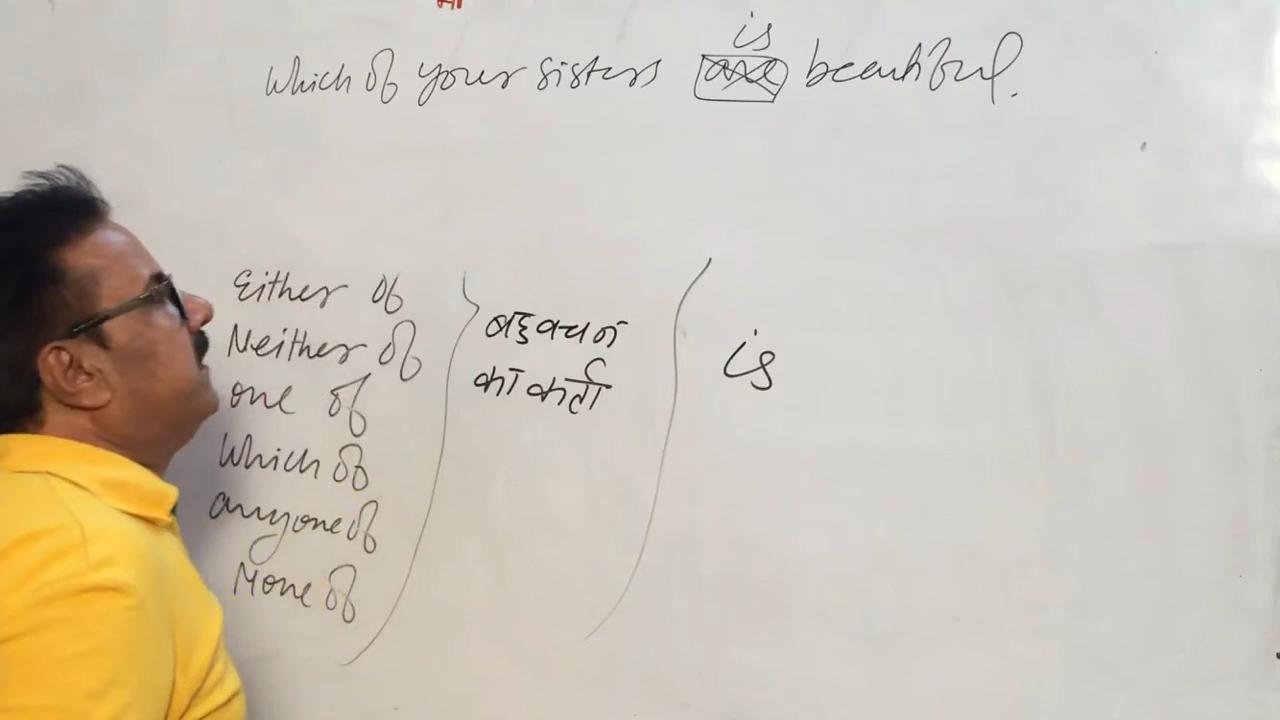 मा
is
Which of your sisters are beautiful.
Either of
Neither of
one of
Which of
anyone of
None of
बहुवचन
का कर्ता
is